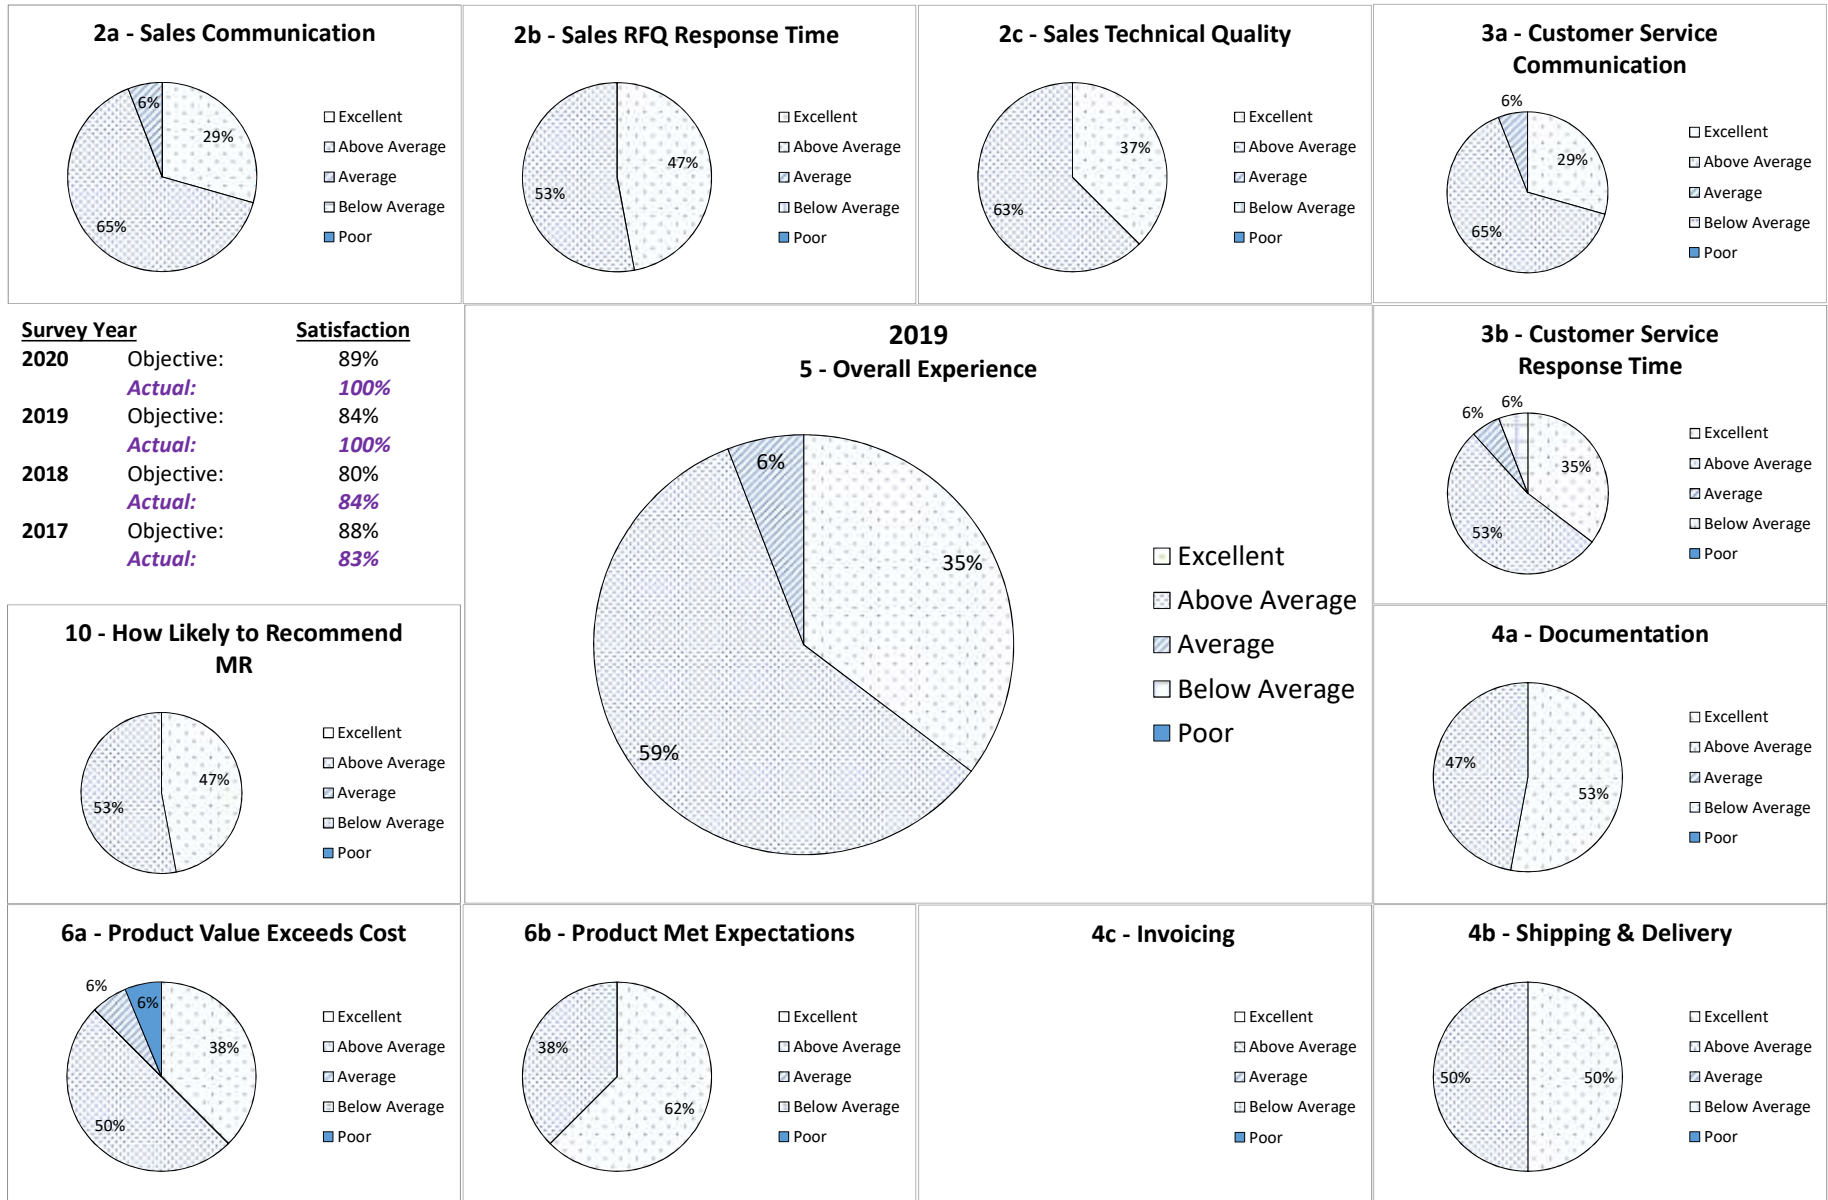 2a - Sales Communication
6%
29%
65%
Excellent
Above Average
Average
Below Average
Poor
2b - Sales RFQ Response Time
47%
53%
Excellent
Above Average
Average
Below Average
Poor
2c - Sales Technical Quality
37%
63%
Excellent
Above Average
Average
Below Average
Poor
3a - Customer Service
Communication
6%
29%
65%
Excellent
Above Average
Average
Below Average
Poor
Survey Year Satisfaction
2020 Objective: 89%
Actual: 100%
2019 Objective: 84%
Actual: 100%
2018 Objective: 80%
Actual: 84%
2017 Objective: 88%
Actual: 83%
2019
5 - Overall Experience
6%
35%
59%
Excellent
Above Average
Average
Below Average
Poor
3b - Customer Service
Response Time
6%
6%
35%
53%
Excellent
Above Average
Average
Below Average
Poor
10 - How Likely to Recommend
MR
47%
53%
Excellent
Above Average
Average
Below Average
Poor
4a - Documentation
47%
53%
Excellent
Above Average
Average
Below Average
Poor
6a - Product Value Exceeds Cost
6%
6%
38%
50%
Excellent
Above Average
Average
Below Average
Poor
6b - Product Met Expectations
38%
62%
Excellent
Above Average
Average
Below Average
Poor
4c - Invoicing
Excellent
Above Average
Average
Below Average
Poor
4b - Shipping & Delivery
50%
50%
Excellent
Above Average
Average
Below Average
Poor